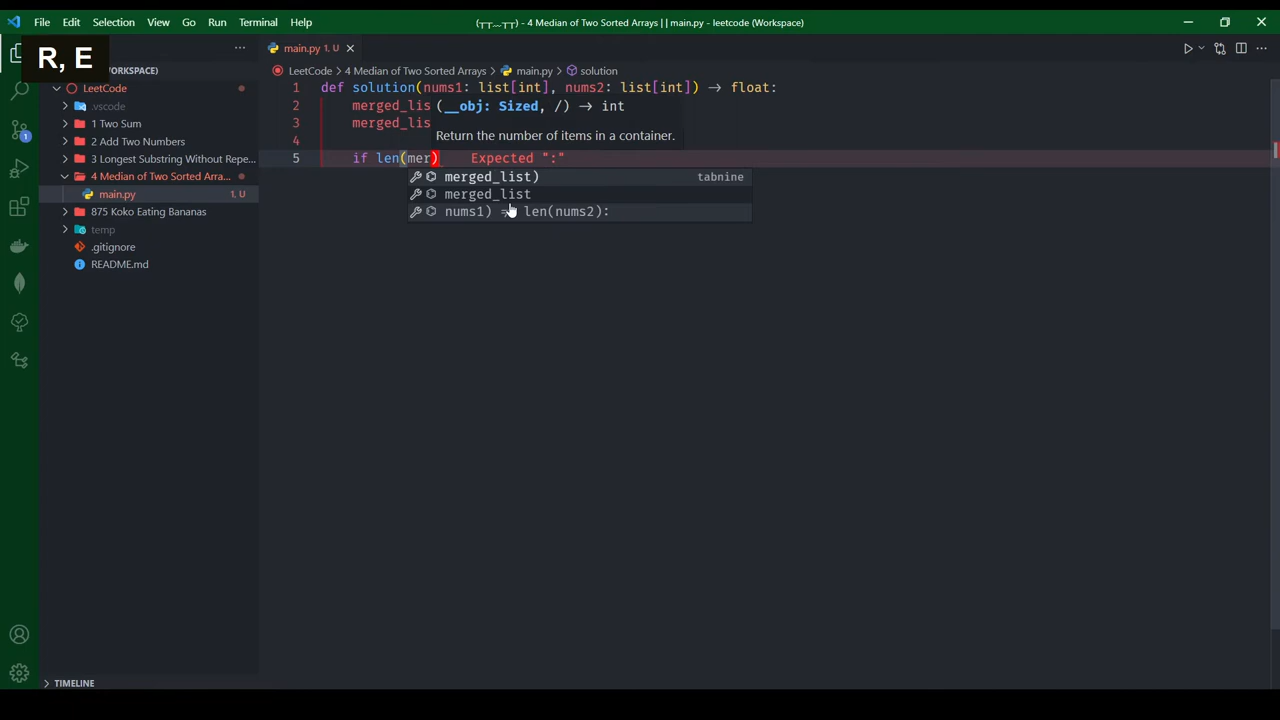 File Edit Selection View Go Run Terminal Help
(┬┬﹏┬┬) - 4 Median of Two Sorted Arrays | | main.py - leetcode (Workspace)
R, E
main.py 1, U
ORKSPACE)
LeetCode > 4 Median of Two Sorted Arrays > main.py > solution
LeetCode
.vscode
1 Two Sum
2 Add Two Numbers
3 Longest Substring Without Repe...
4 Median of Two Sorted Arra...
main.py 1, U
875 Koko Eating Bananas
temp
.gitignore
README.md
TIMELINE
1 def solution(nums1: list[int], nums2: list[int]) → float:
2 merged_lis
(__obj: Sized, /) → int
3 merged_lis
Return the number of items in a container.
4
5 if len(mer) Expected ":"
merged_list) tabnine
merged_list
nums1) len(nums2):
1